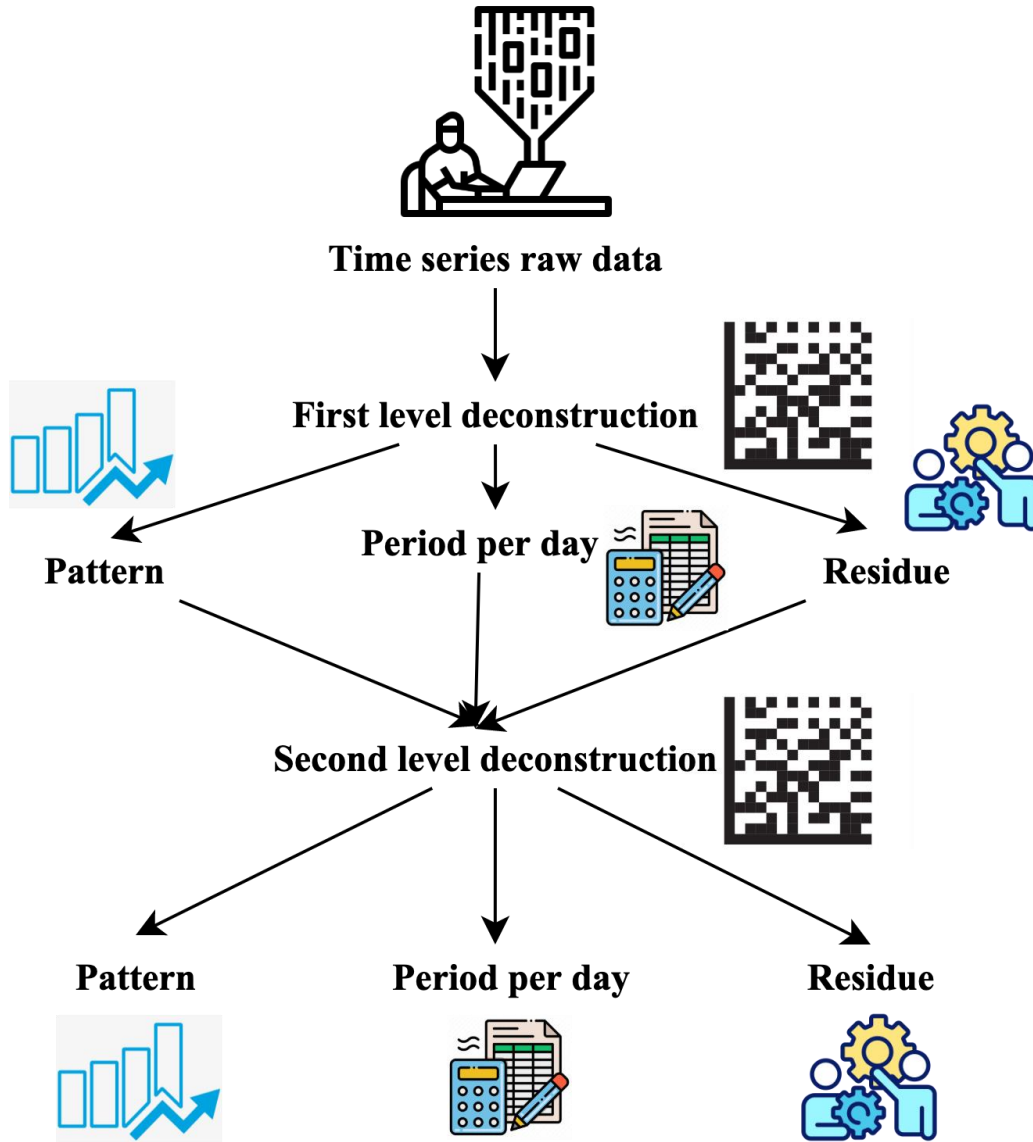 Time series raw data
First level deconstruction
Pattern
Period per day
Residue
Second level deconstruction
Pattern
Period per day
Residue